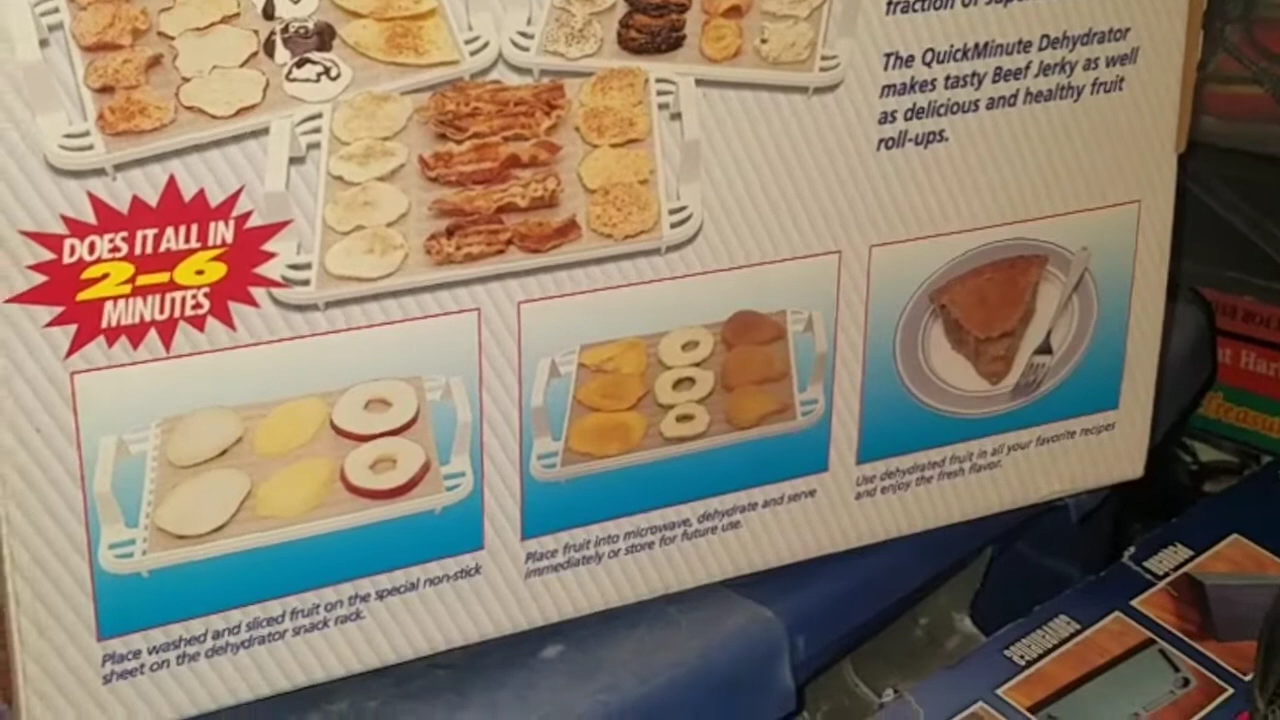 fraction of
The QuickMinute Dehydrator
makes tasty Beef Jerky as well
as delicious and healthy fruit
roll-ups.
DOES IT ALL IN
2-6
MINUTES
Place washed and sliced fruit on the special non-stick
sheet on the dehydrator snack rack.
Place fruit into microwave, dehydrate and serve
immediately or store for future use.
Use dehydrated fruit in all your favorite recipes
and enjoy the fresh flavor.